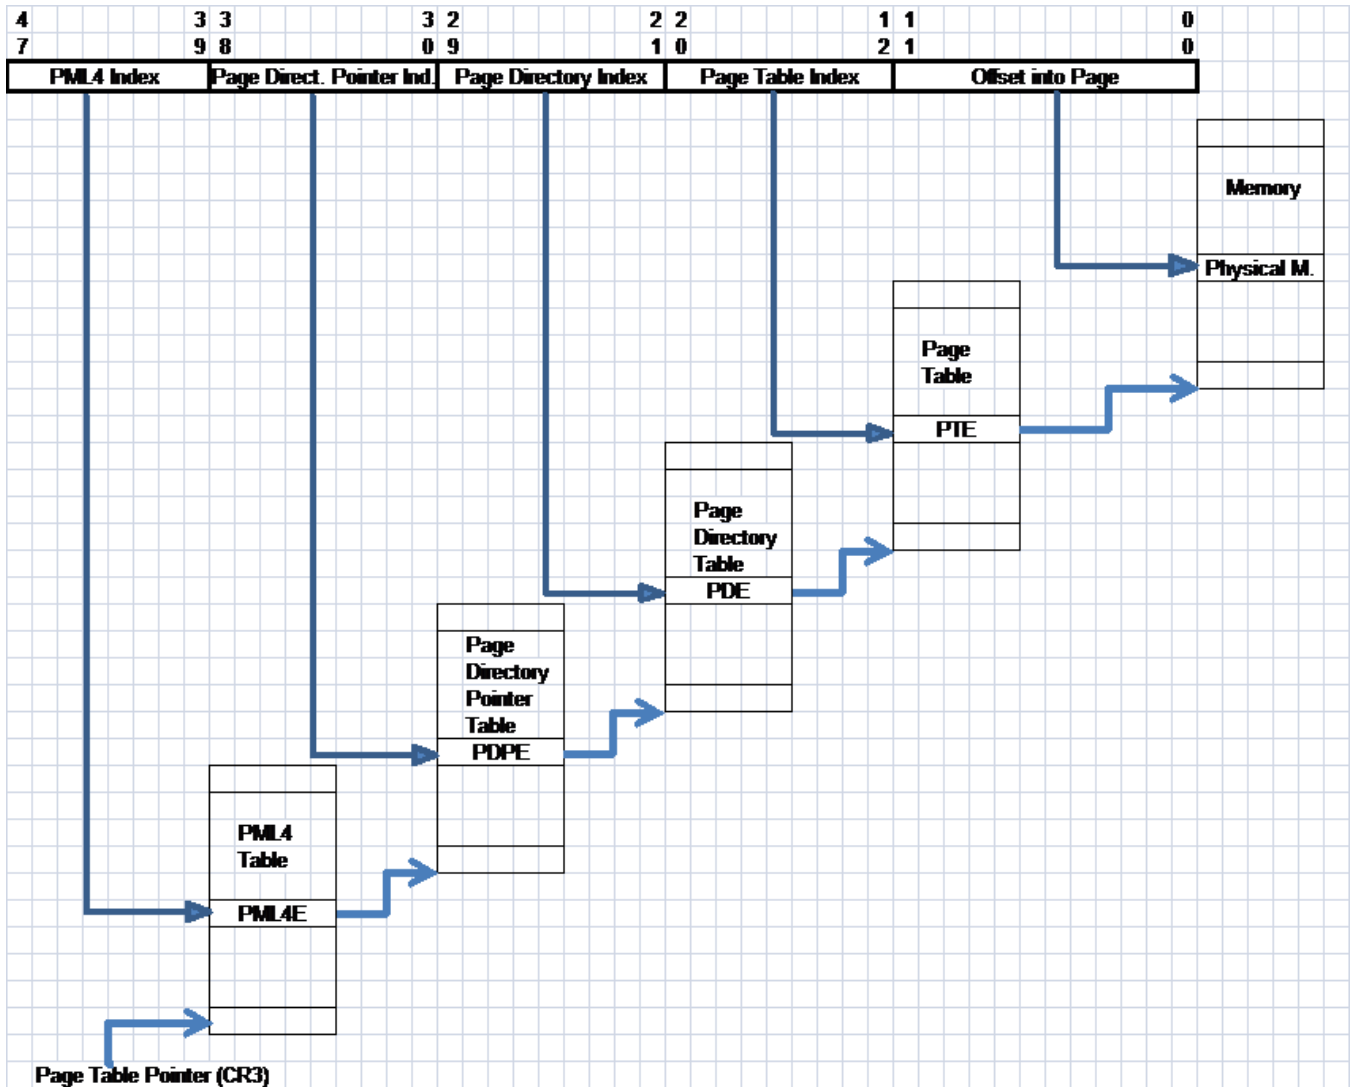 4 3 3 3 2 2 2 1 1 0
7 9 8 0 9 1 0 2 1 0
PML4 Index Page Direct. Pointer Ind. Page Directory Index Page Table Index Offset into Page
Memory
Physical M.
Page
Table
PTE
Page
Directory
Table
PDE
Page
Directory
Pointer
Table
PDPE
PML4
Table
PML4E
Page Table Pointer (CR3)